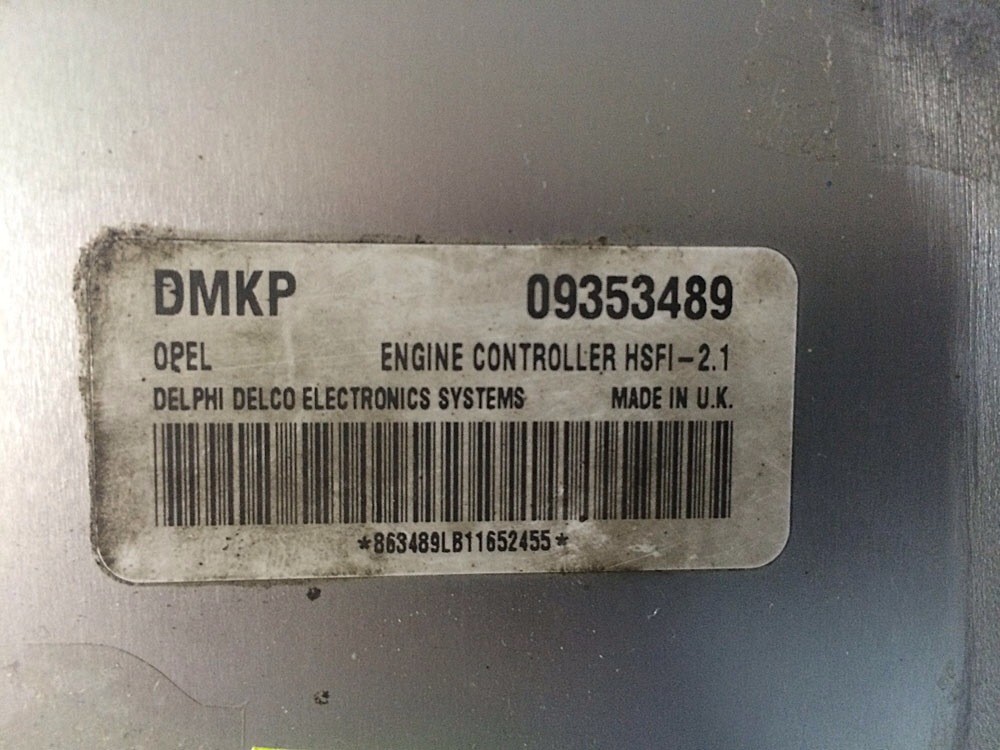 DMKP 09353489
OPEL ENGINE CONTROLLER HSFI-2.1
DELPHI DELCO ELECTRONICS SYSTEMS MADE IN U.K.
*863489LB11652455*